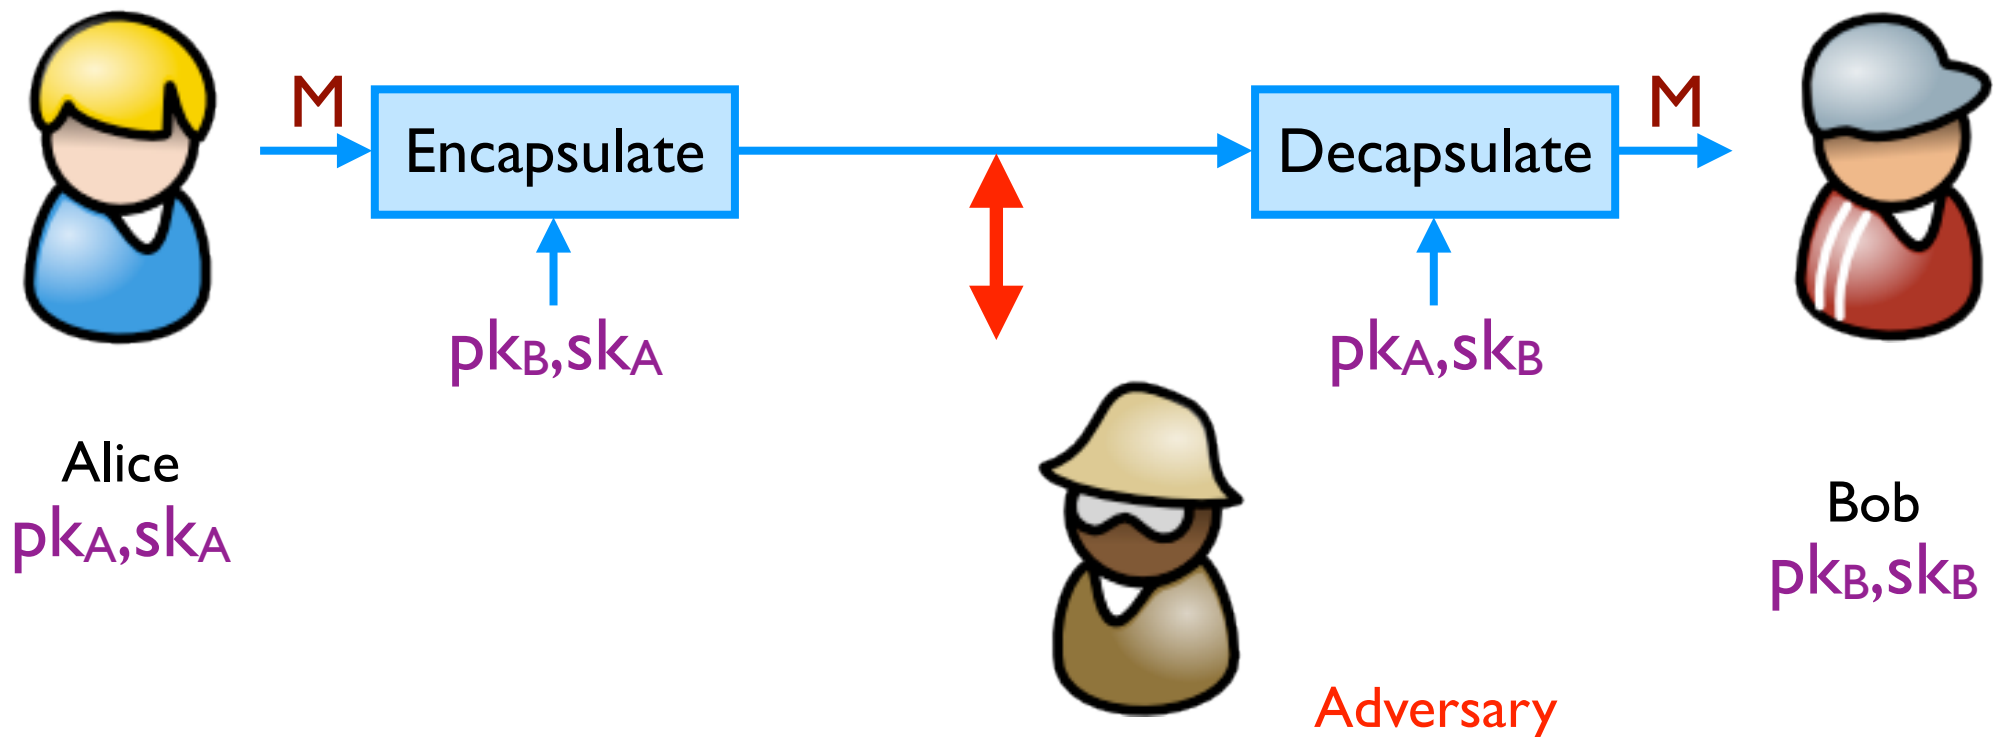 M
Encapsulate
Decapsulate
M
pkB,skA
pkA,skB
Alice
pkA,skA
Bob
pkB,skB
Adversary